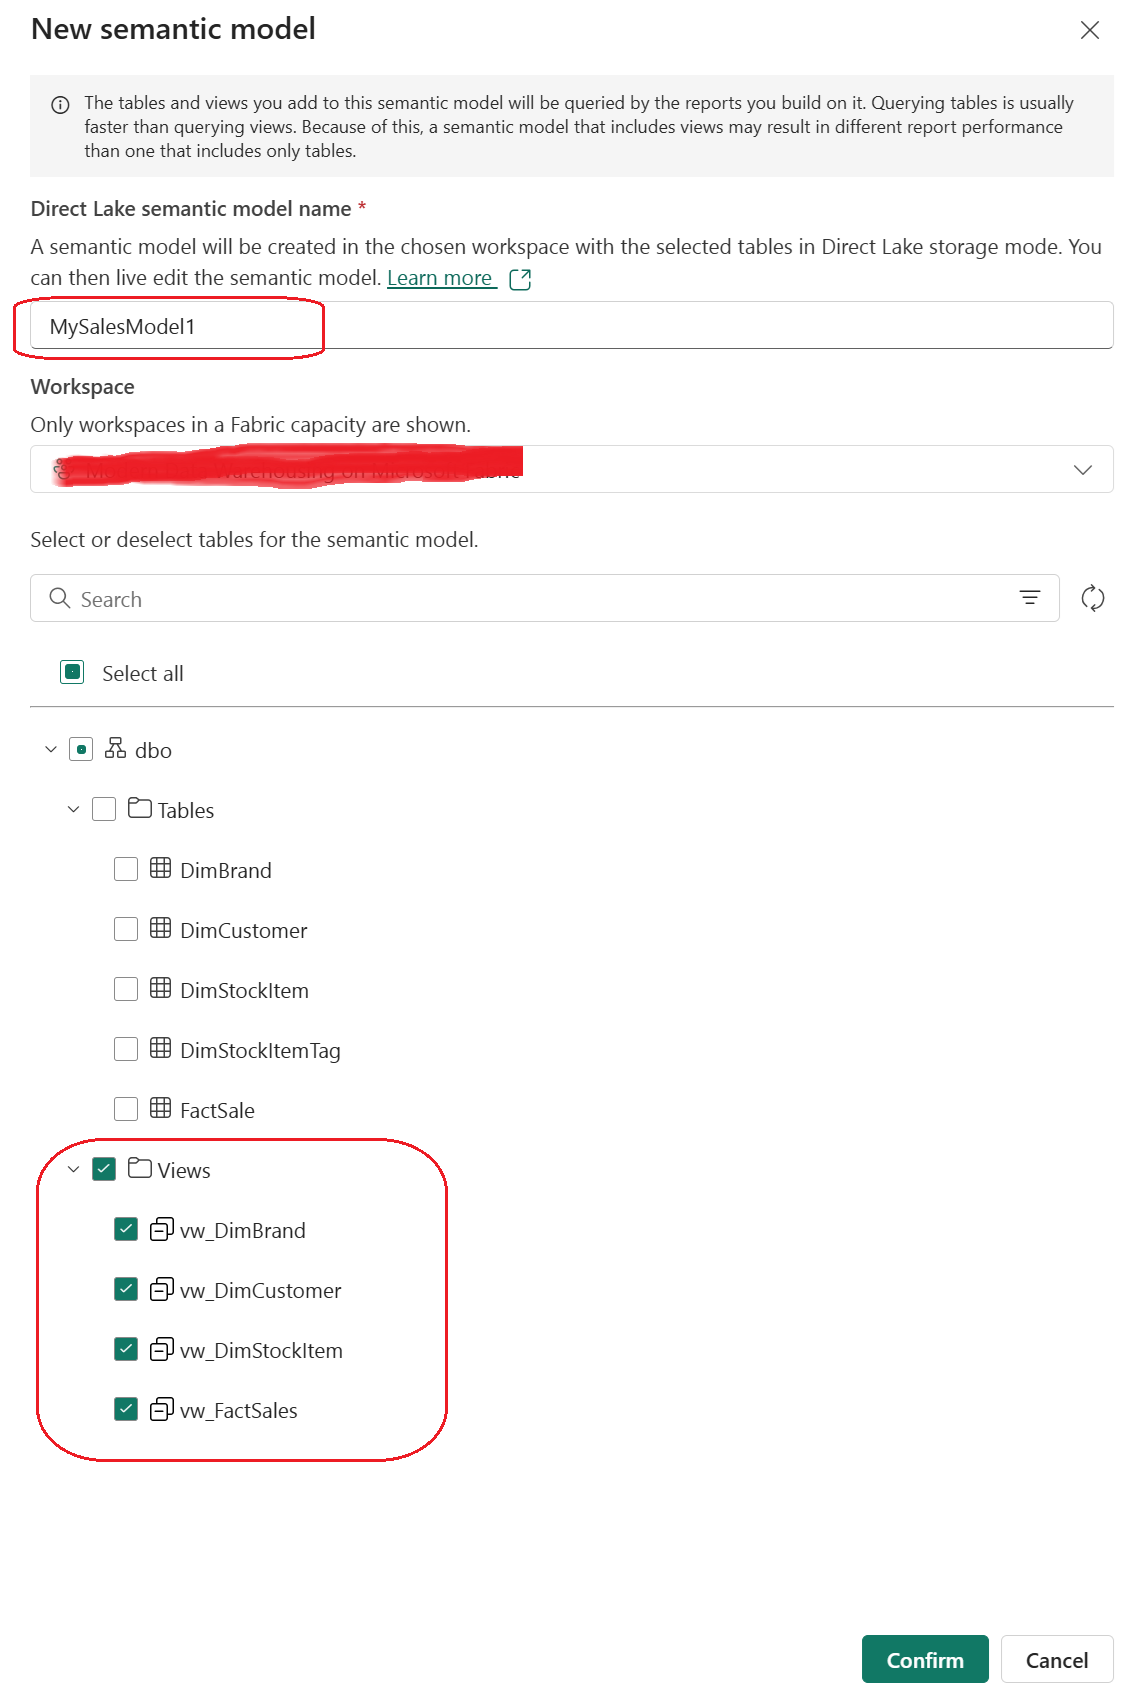 New semantic model
The tables and views you add to this semantic model will be queried by the reports you build on it. Querying tables is usually
faster than querying views. Because of this, a semantic model that includes views may result in different report performance
than one that includes only tables.
Direct Lake semantic model name *
A semantic model will be created in the chosen workspace with the selected tables in Direct Lake storage mode. You
can then live edit the semantic model. Learn more
MySalesModel1
Workspace
Only workspaces in a Fabric capacity are shown.
Warehousing on Microsoft
Select or deselect tables for the semantic model.
Search
Select all
dbo
Tables
DimBrand
DimCustomer
DimStockItem
DimStockItemTag
FactSale
Views
vw_DimBrand
vw_DimCustomer
vw_DimStockItem
vw_FactSales
Confirm
Cancel